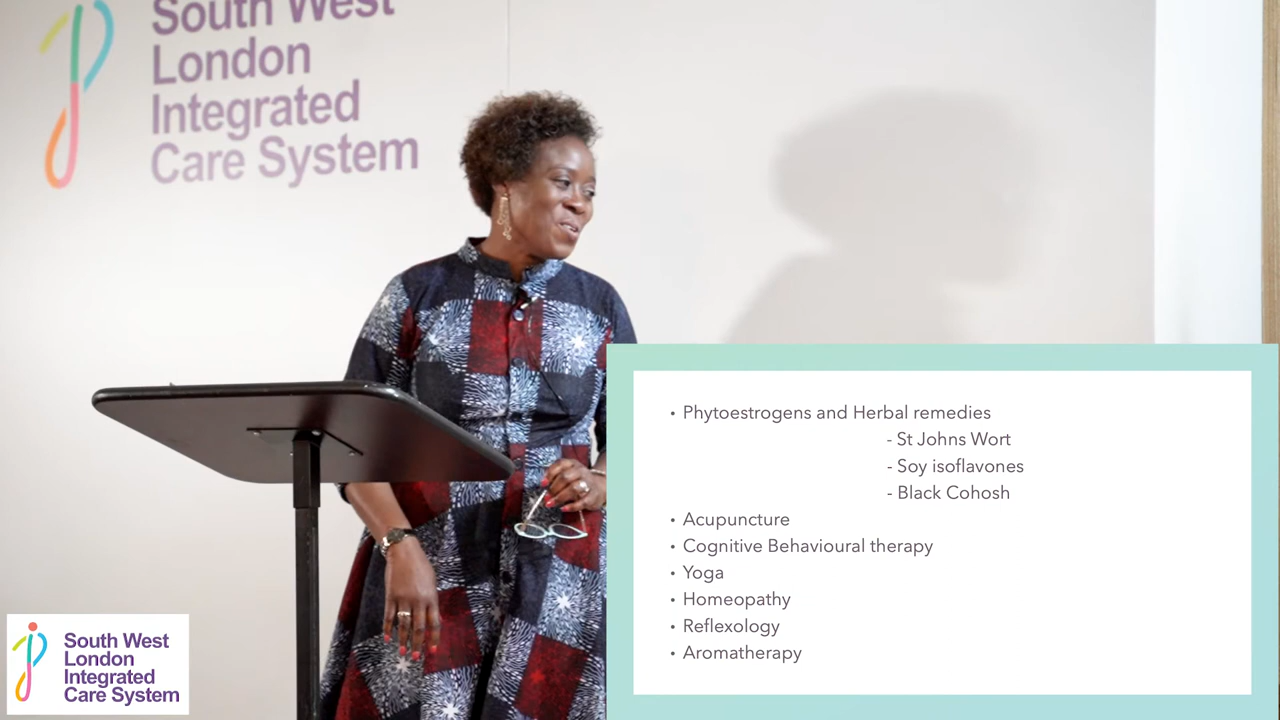 South West
London
Integrated
Care System
• Phytoestrogens and Herbal remedies
- St Johns Wort
- Soy isoflavones
- Black Cohosh
• Acupuncture
• Cognitive Behavioural therapy
• Yoga
• Homeopathy
• Reflexology
• Aromatherapy
South West
London
Integrated
Care System